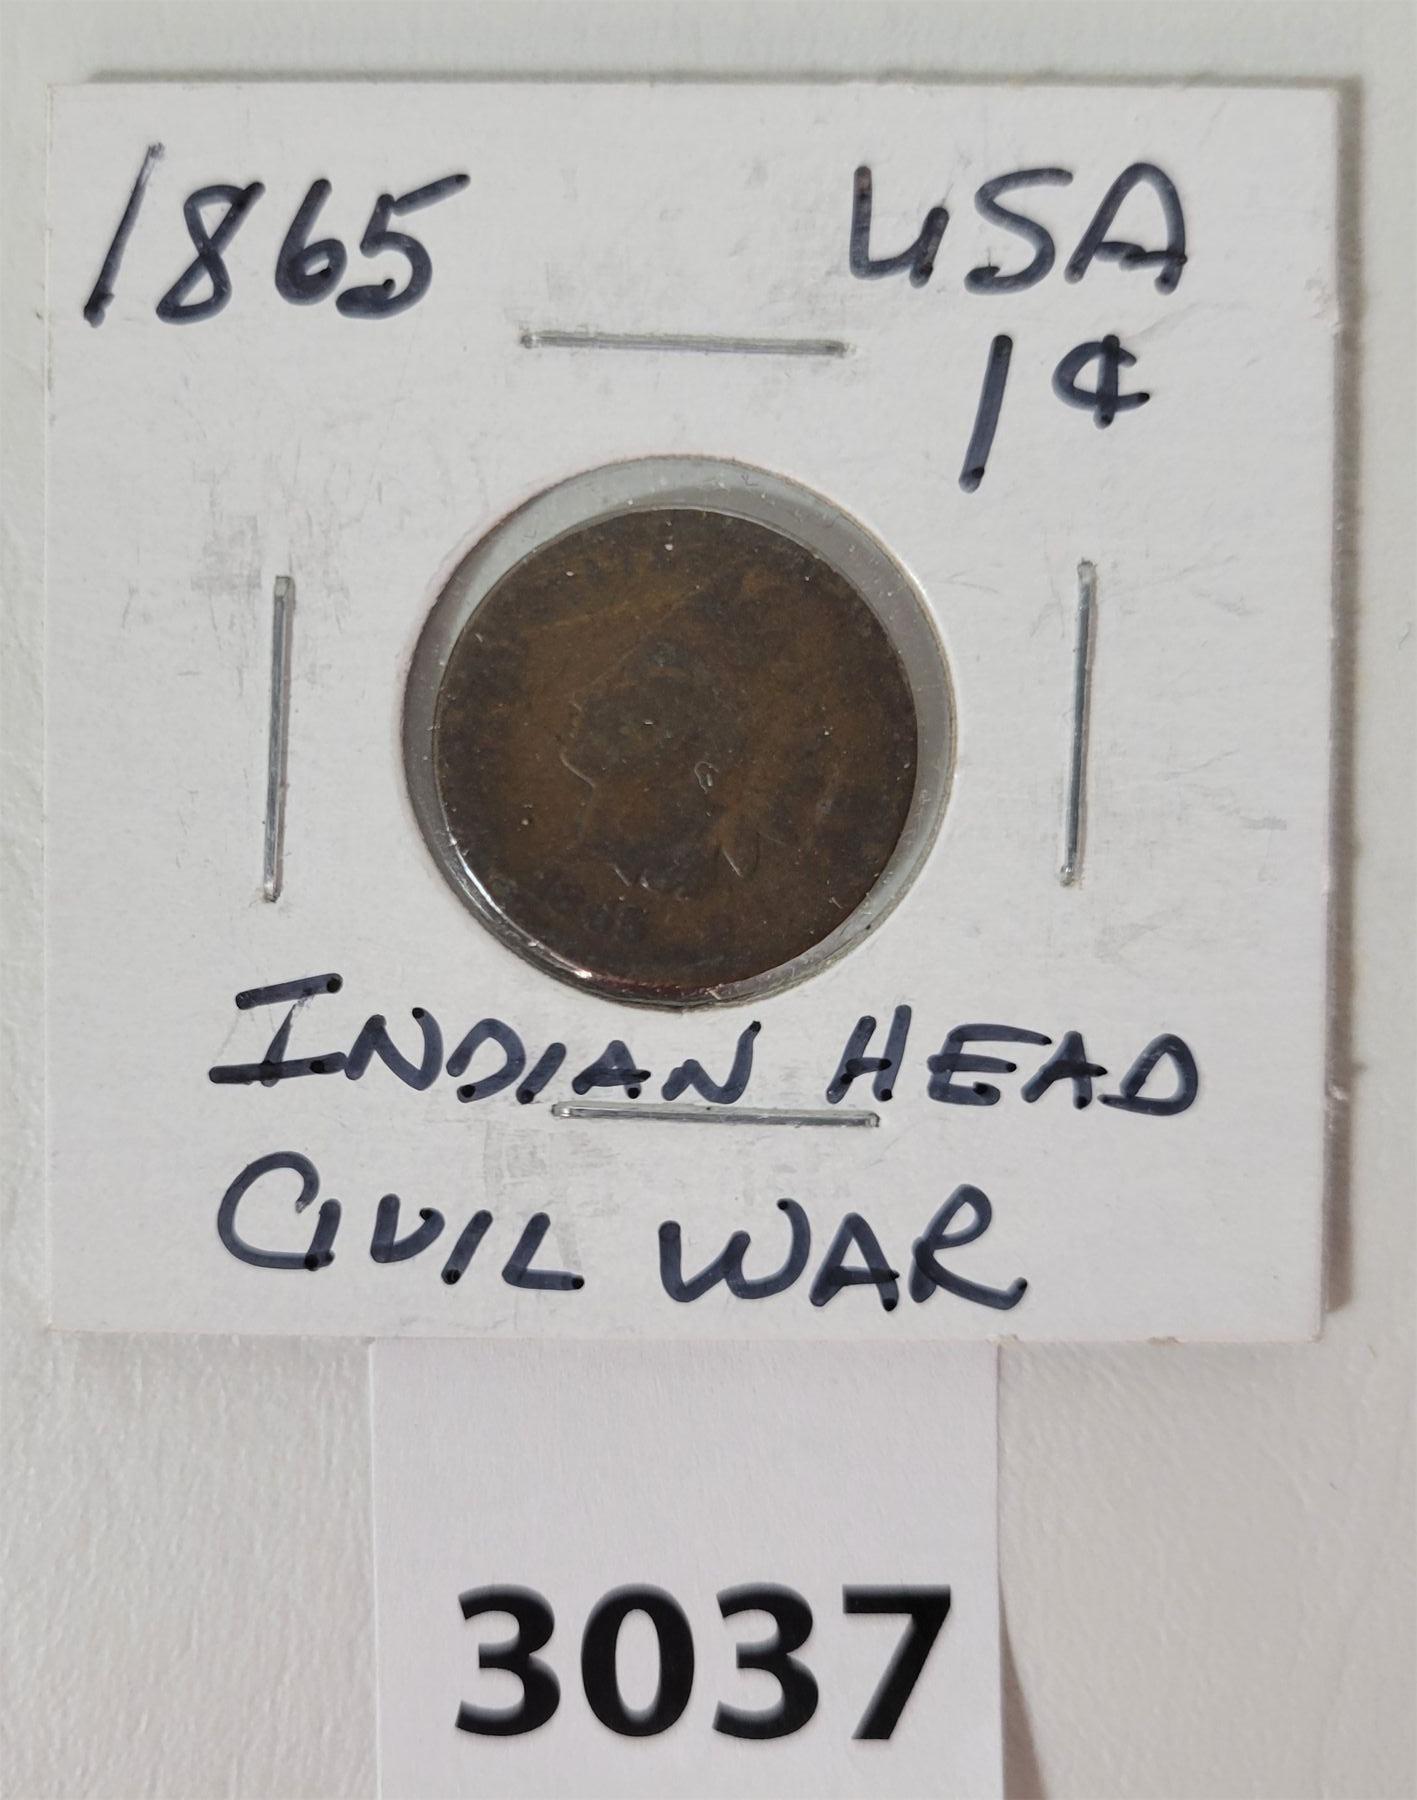 1865 USA
1¢
INDIAN HEAD
CIVIL WAR
3037